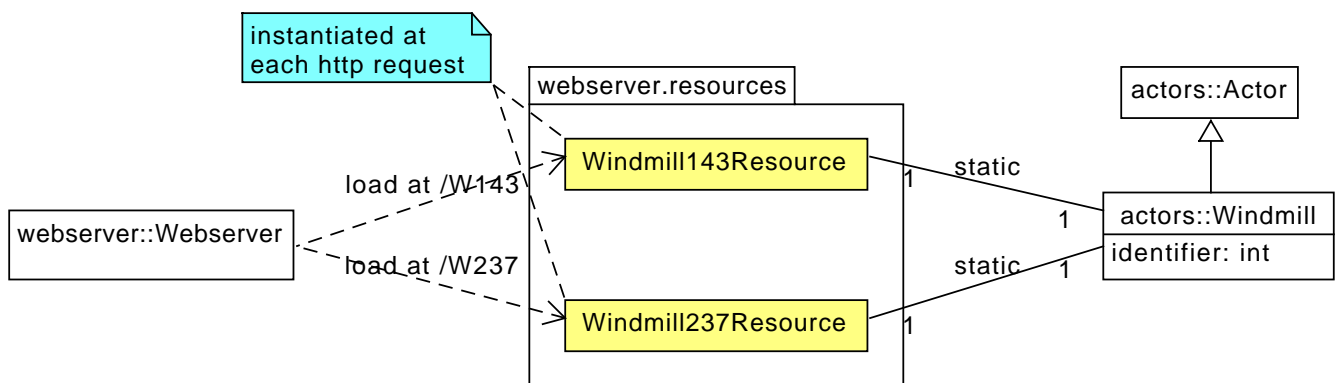 instantiated at
each http request
webserver.resources
actors::Actor
Windmill143Resource
static
1
load at /W143
1
actors::Windmill
webserver::Webserver
identifier: int
load at /W237
static
1
Windmill237Resource
1